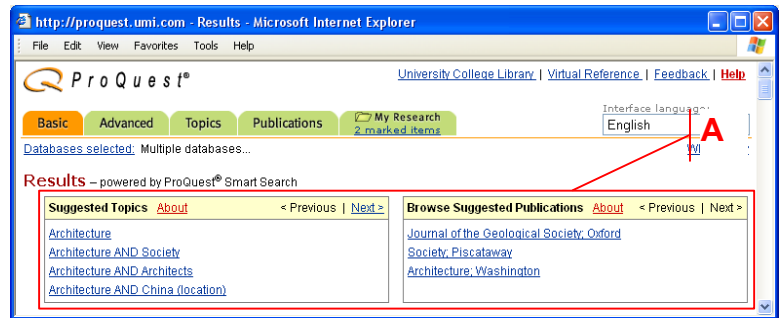 http://proquest.umi.com - Results - Microsoft Internet Explorer
File Edit View Favorites Tools Help
ProQuest®
University College Library | Virtual Reference | Feedback | Help
Basic Advanced Topics Publications My Research
2 marked items
Interface language:
English
A
Databases selected: Multiple databases...
Results – powered by ProQuest® Smart Search
Suggested Topics About < Previous | Next >
Architecture
Architecture AND Society
Architecture AND Architects
Architecture AND China (location)
Browse Suggested Publications About < Previous | Next >
Journal of the Geological Society; Oxford
Society; Piscataway
Architecture; Washington